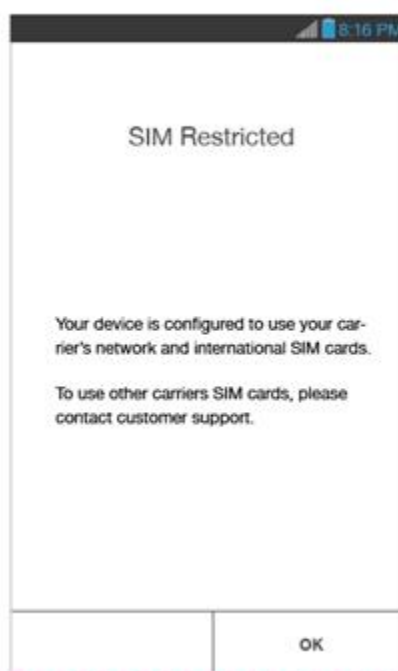 8:16 PM
SIM Restricted
Your device is configured to use your car-
rier's network and international SIM cards.
To use other carriers SIM cards, please
contact customer support.
OK